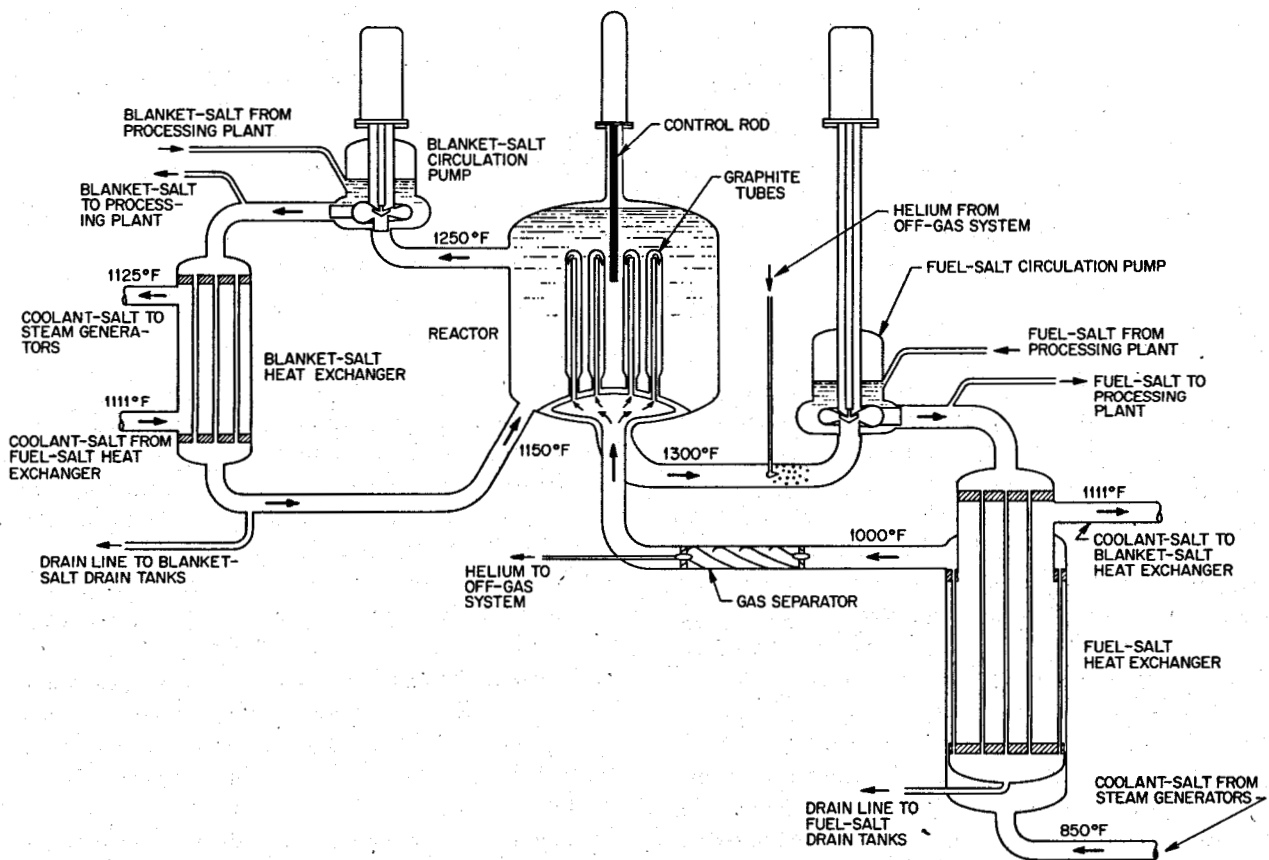 BLANKET-SALT FROM
PROCESSING PLANT
BLANKET-SALT
TO PROCESS-
ING PLANT
BLANKET-SALT
CIRCULATION
PUMP
CONTROL ROD
GRAPHITE
TUBES
HELIUM FROM
OFF-GAS SYSTEM
FUEL-SALT CIRCULATION PUMP
1250°F
1125°F
COOLANT-SALT TO
STEAM GENERA-
TORS
REACTOR
BLANKET-SALT
HEAT EXCHANGER
FUEL-SALT FROM
PROCESSING PLANT
FUEL-SALT TO
PROCESSING
PLANT
1111°F
COOLANT-SALT FROM
FUEL-SALT HEAT
EXCHANGER
1150°F
1300°F
1111°F
COOLANT-SALT TO
BLANKET-SALT
HEAT EXCHANGER
1000°F
DRAIN LINE TO BLANKET-
SALT DRAIN TANKS
HELIUM TO
OFF-GAS
SYSTEM
GAS SEPARATOR
FUEL-SALT
HEAT EXCHANGER
DRAIN LINE TO
FUEL-SALT
DRAIN TANKS
COOLANT-SALT FROM
STEAM GENERATORS
850°F